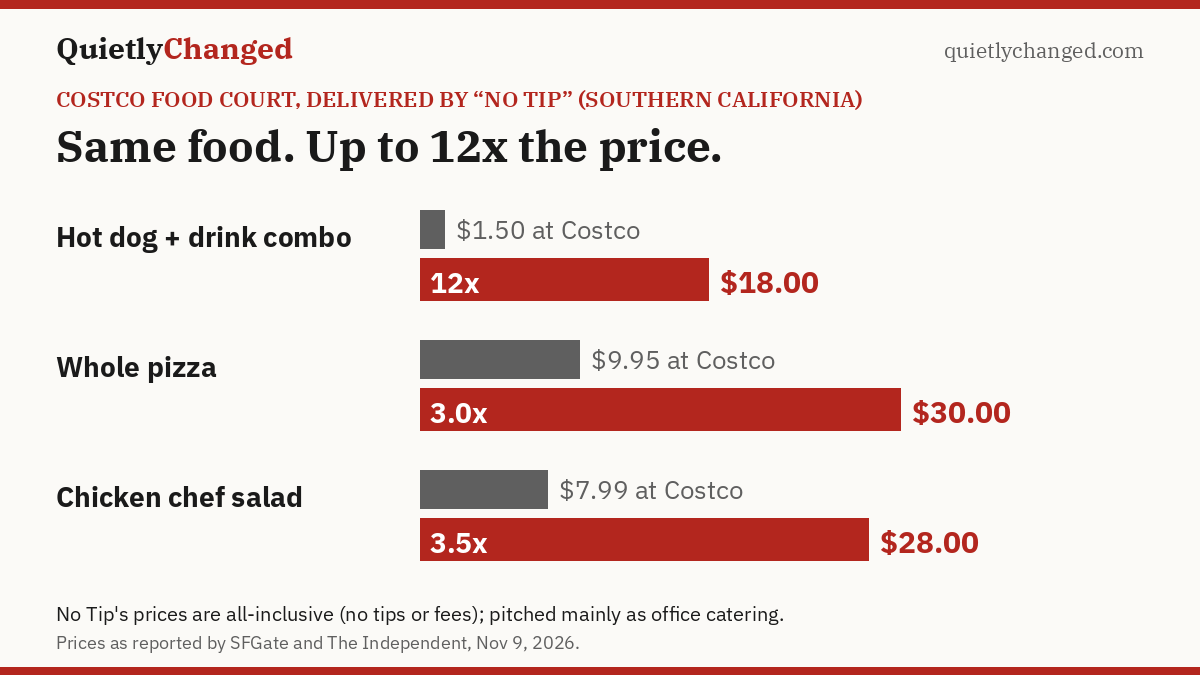 QuietlyChanged
quietlychanged.com
COSTCO FOOD COURT, DELIVERED BY “NO TIP” (SOUTHERN CALIFORNIA)
Same food. Up to 12x the price.
Hot dog + drink combo
$1.50 at Costco
12x
$18.00
Whole pizza
$9.95 at Costco
3.0x
$30.00
Chicken chef salad
$7.99 at Costco
3.5x
$28.00
No Tip's prices are all-inclusive (no tips or fees); pitched mainly as office catering.
Prices as reported by SFGate and The Independent, Nov 9, 2026.